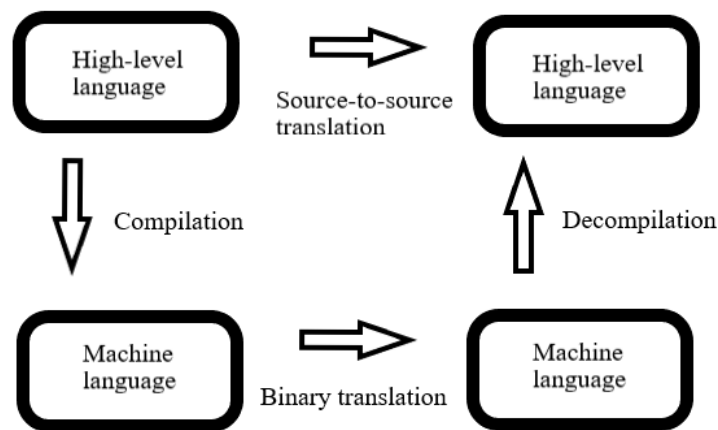 High-level
language
Source-to-source
translation
High-level
language
Compilation
Decompilation
Machine
language
Binary translation
Machine
language